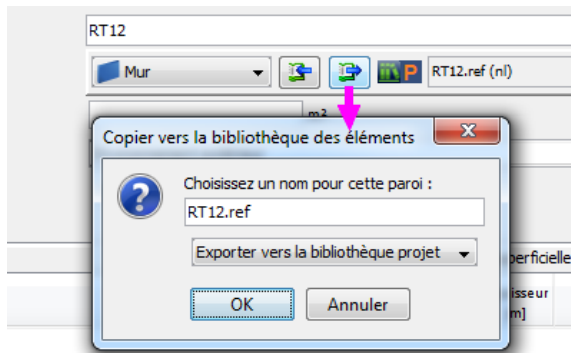 RT12
Mur
P RT12.ref (nl)
m2
Copier vers la bibliothèque des éléments
Choisissez un nom pour cette paroi :
RT12.ref
Exporter vers la bibliothèque projet
perficielle
OK Annuler
isseur
m]